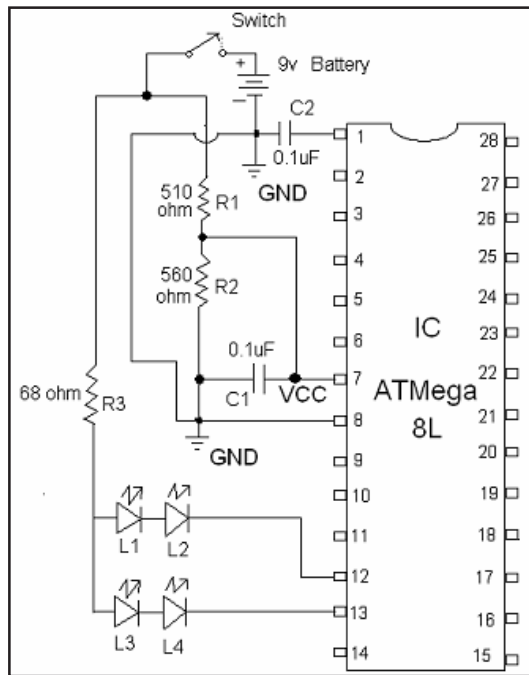 Switch
+
9v Battery
−
C2
0.1uF
GND
510
ohm
R1
560
ohm
R2
0.1uF
C1
VCC
GND
68 ohm
R3
L1
L2
L3
L4
IC
ATMega
8L
1
2
3
4
5
6
7
8
9
10
11
12
13
14
28
27
26
25
24
23
22
21
20
19
18
17
16
15